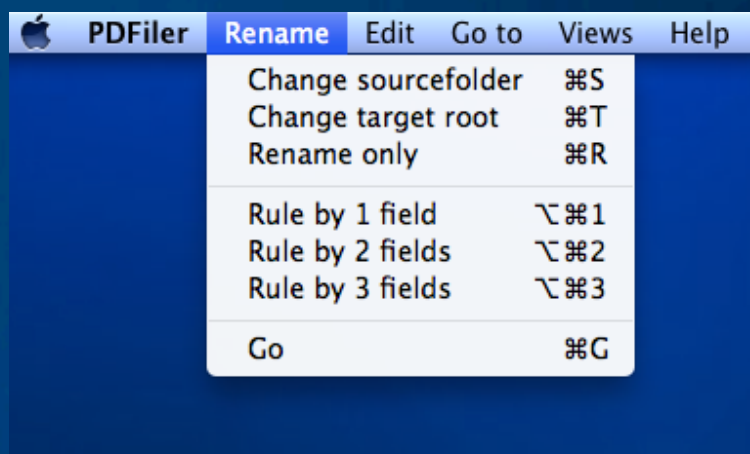 PDFiler Rename Edit Go to Views Help
Change sourcefolder ⌘S
Change target root ⌘T
Rename only ⌘R
Rule by 1 field ⌥⌘1
Rule by 2 fields ⌥⌘2
Rule by 3 fields ⌥⌘3
Go ⌘G